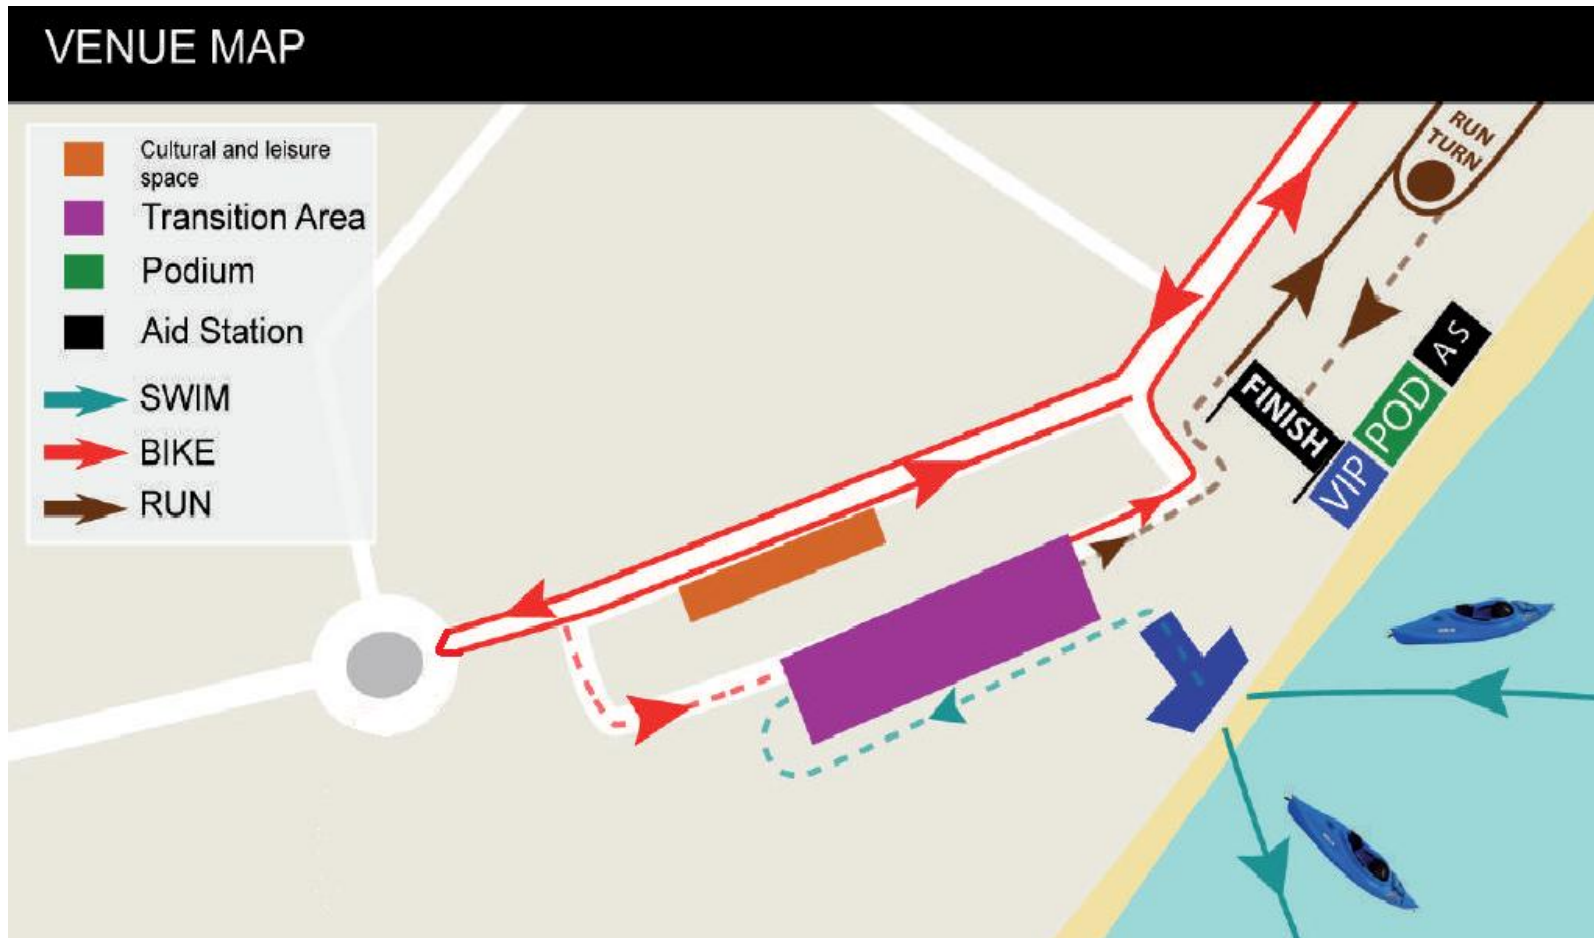 VENUE MAP
Cultural and leisure
space
Transition Area
Podium
Aid Station
SWIM
BIKE
RUN
RUN
TURN
A S
POD
FINISH
VIP